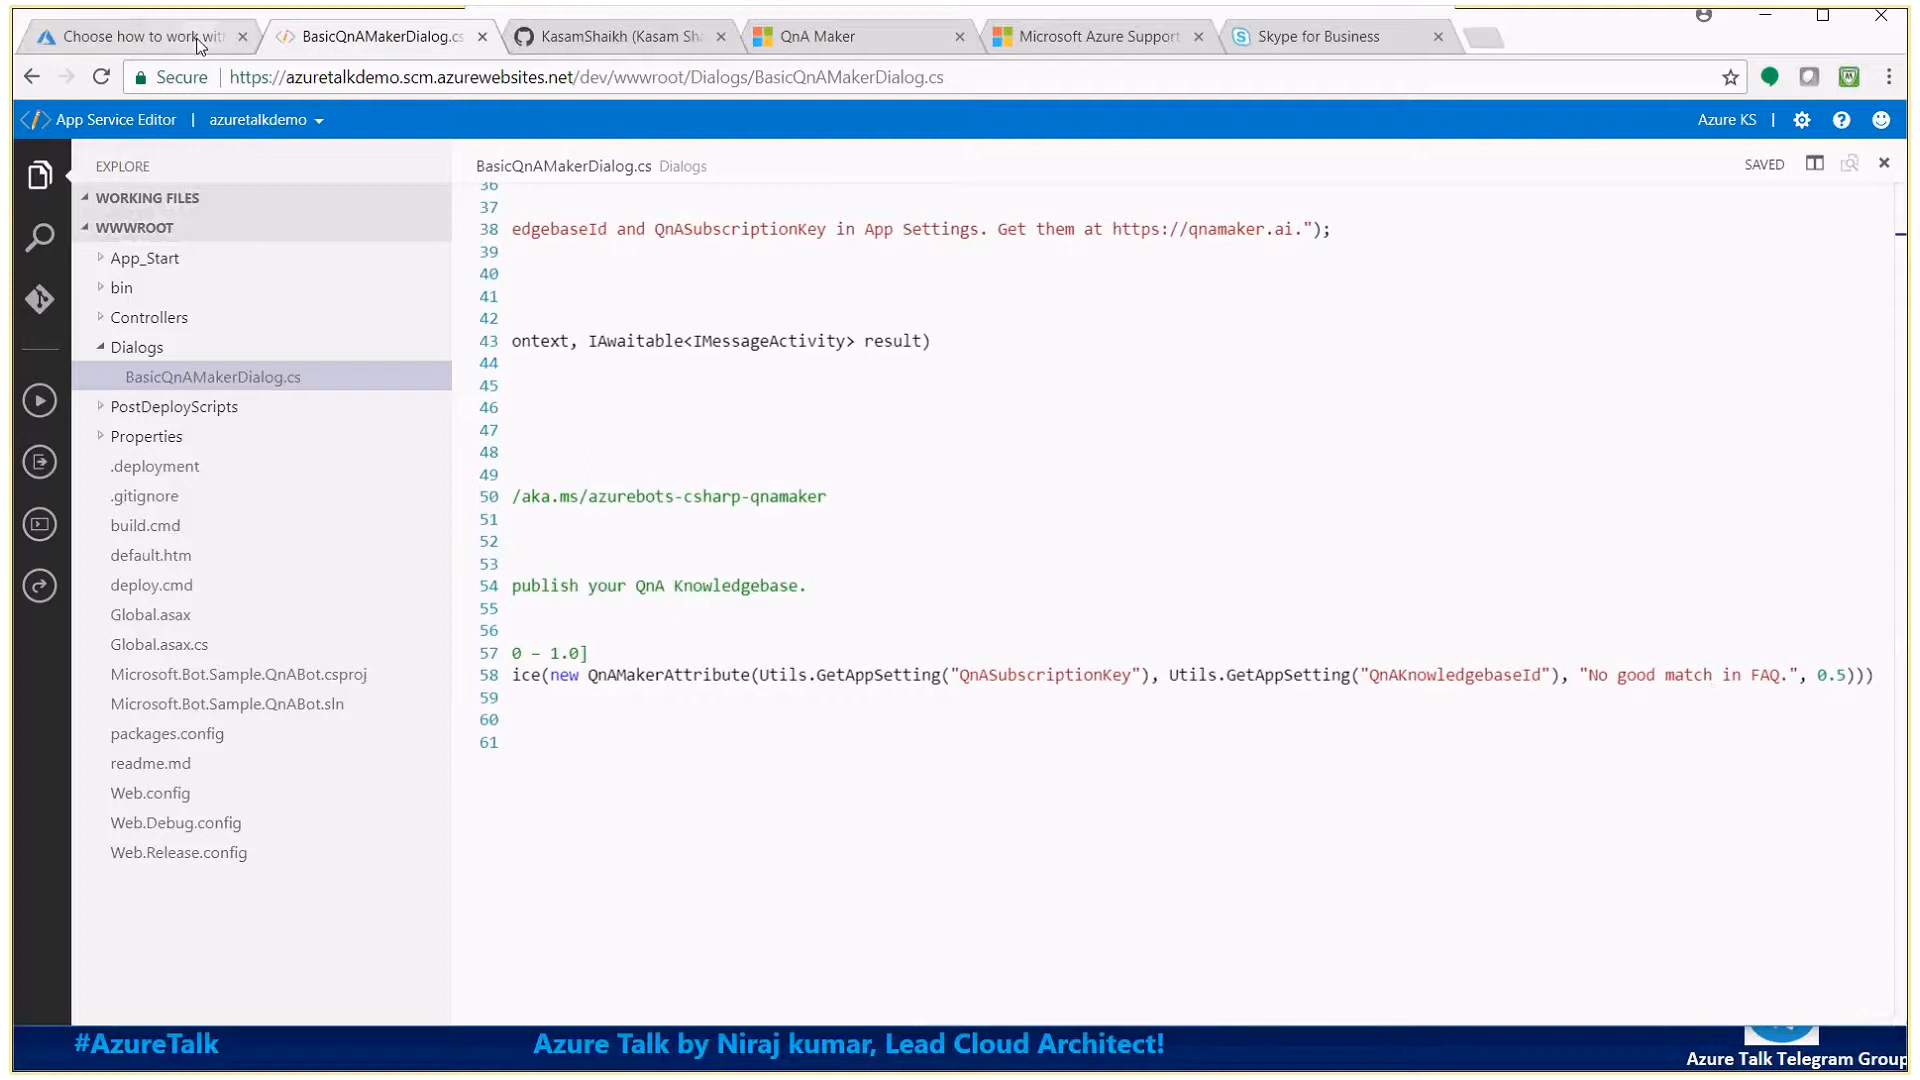 Choose how to work with
BasicQnAMakerDialog.cs
KasamShaikh (Kasam Sha
QnA Maker
Microsoft Azure Support
Skype for Business
Secure
https://azuretalkdemo.scm.azurewebsites.net/dev/wwwroot/Dialogs/BasicQnAMakerDialog.cs
App Service Editor | azuretalkdemo
Azure KS
EXPLORE
WORKING FILES
WWWROOT
App_Start
bin
Controllers
Dialogs
BasicQnAMakerDialog.cs
PostDeployScripts
Properties
.deployment
.gitignore
build.cmd
default.htm
deploy.cmd
Global.asax
Global.asax.cs
Microsoft.Bot.Sample.QnABot.csproj
Microsoft.Bot.Sample.QnABot.sln
packages.config
readme.md
Web.config
Web.Debug.config
Web.Release.config
BasicQnAMakerDialog.cs Dialogs
SAVED
36
37
38 edgebaseId and QnASubscriptionKey in App Settings. Get them at https://qnamaker.ai.");
39
40
41
42
43 ontext, IAwaitable<IMessageActivity> result)
44
45
46
47
48
49
50 /aka.ms/azurebots-csharp-qnamaker
51
52
53
54 publish your QnA Knowledgebase.
55
56
57 0 – 1.0]
58 ice(new QnAMakerAttribute(Utils.GetAppSetting("QnASubscriptionKey"), Utils.GetAppSetting("QnAKnowledgebaseId"), "No good match in FAQ.", 0.5)))
59
60
61
#AzureTalk
Azure Talk by Niraj kumar, Lead Cloud Architect!
Azure Talk Telegram Group